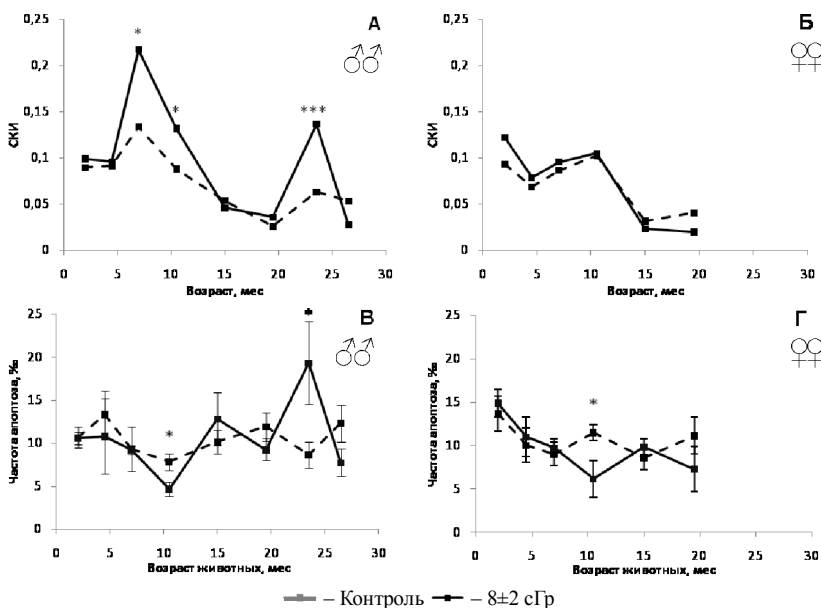 А
♂♂
СКИ
0,25
0,2
0,15
0,1
0,05
0
*
*
***
0 5 10 15 20 25 30
Возраст, мес
Б
♀♀
СКИ
0,25
0,2
0,15
0,1
0,05
0
0 5 10 15 20 25 30
Возраст, мес
В
♂♂
Частота апоптоза, ‰
25
20
15
10
5
0
*
*
0 5 10 15 20 25 30
Возраст животных, мес
Г
♀♀
Частота апоптоза, ‰
25
20
15
10
5
0
*
0 5 10 15 20 25 30
Возраст животных, мес
– Контроль – 8±2 сГр